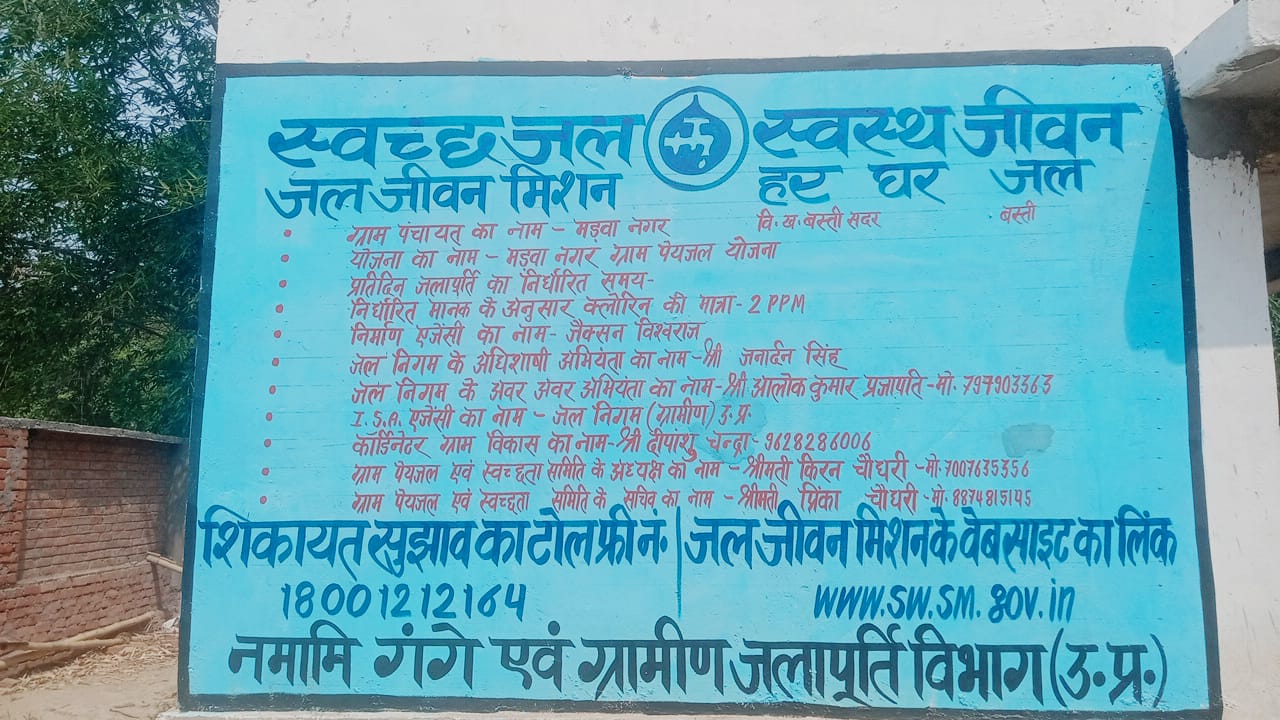 स्वच्छ जल स्वस्थ जीवन
जल जीवन मिशन हर घर जल
ग्राम पंचायत का नाम - मड़वा नगर वि.ख. बस्ती सदर बस्ती
योजना का नाम - मड़वा नगर ग्राम पेयजल योजना
प्रतिदिन जलापूर्ति का निर्धारित समय-
निर्धारित मानक के अनुसार क्लोरिन की मात्रा- 2 PPM
निर्माण एजेंसी का नाम- जैक्सन विश्वराज
जल निगम के अधिशाषी अभियंता का नाम-श्री जनार्दन सिंह
जल निगम के अवर अवर अभियंता का नाम-श्री आलोक कुमार प्रजापति-मो. 797903363
I.S.A. एजेंसी का नाम - जल निगम (ग्रामीण) उ.प्र.
कॉर्डिनेटर ग्राम विकास का नाम-श्री दीपांशु चन्द्रा-9628286006
ग्राम पेयजल एवं स्वच्छता समिति के अध्यक्ष का नाम - श्रीमती किरन चौधरी -मो.7007635356
ग्राम पेयजल एवं स्वच्छता समिति के सचिव का नाम - श्रीमती प्रिंका चौधरी - मो. 8874815145
शिकायत सुझाव का टोल फ्री नं. | जल जीवन मिशन के वेबसाइट का लिंक
18001212164 www.sw.sm.gov.in
नमामि गंगे एवं ग्रामीण जलापूर्ति विभाग (उ.प्र.)